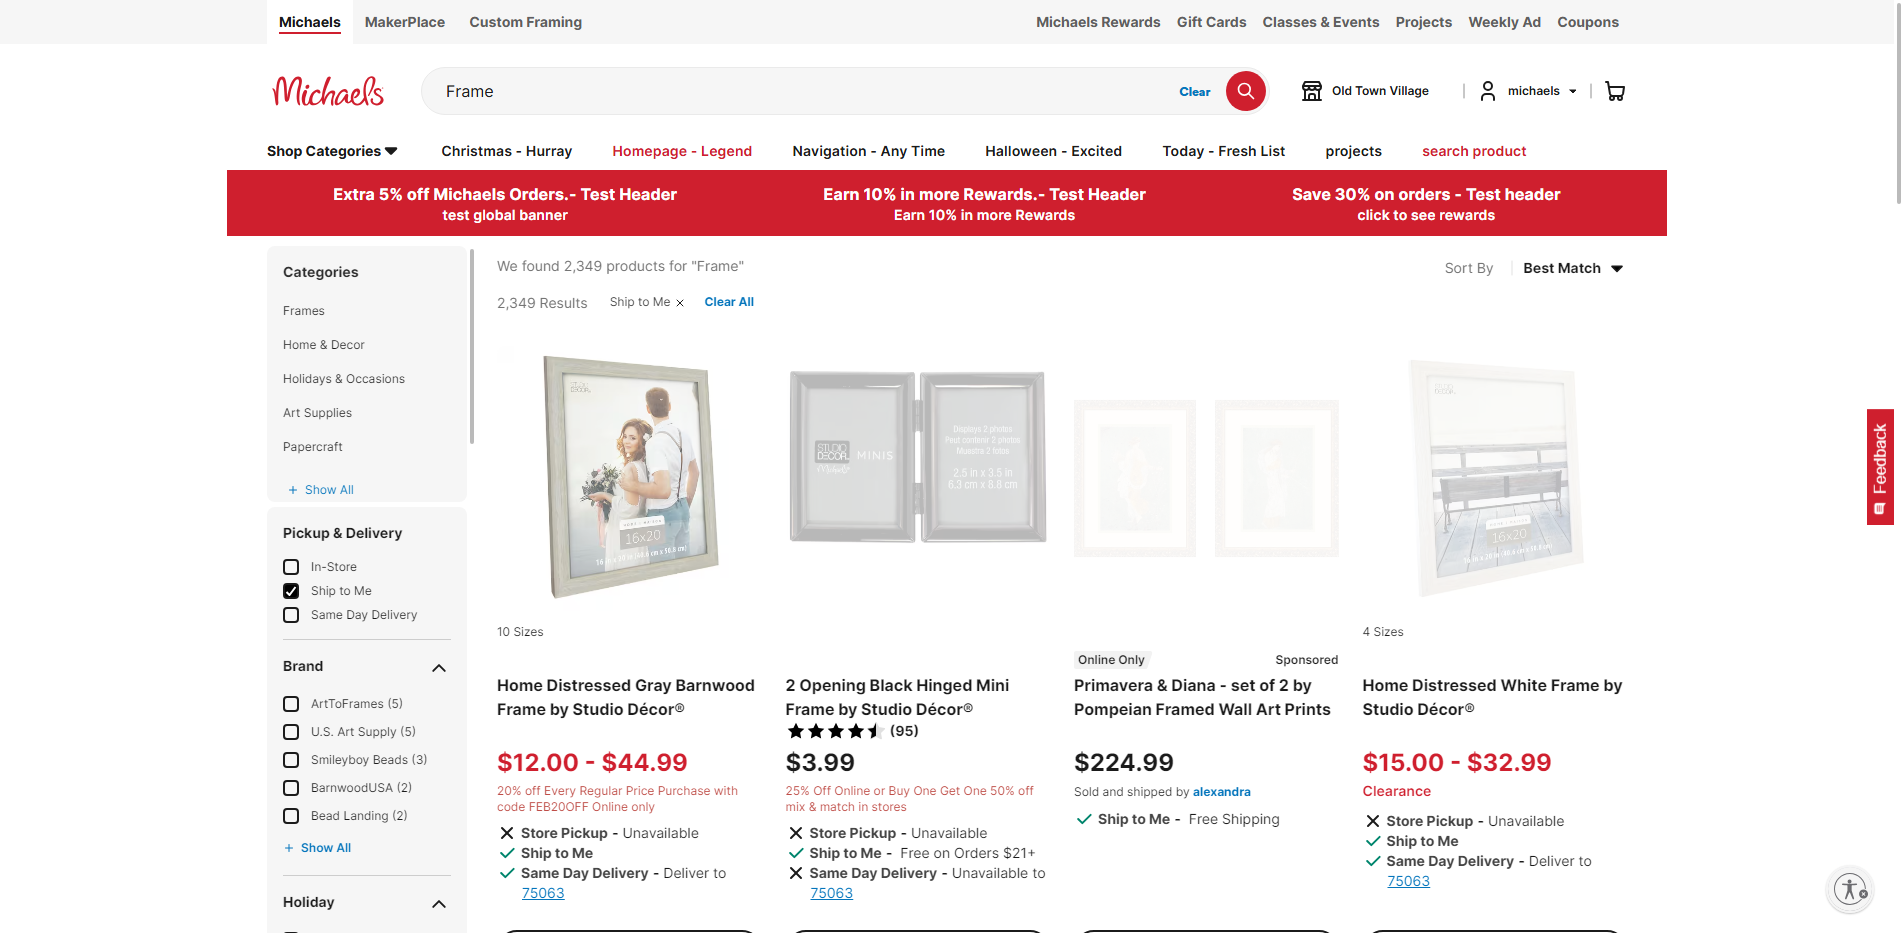 Michaels MakerPlace Custom Framing Michaels Rewards Gift Cards Classes & Events Projects Weekly Ad Coupons
Michaels Frame Clear Old Town Village michaels
Shop Categories Christmas - Hurray Homepage - Legend Navigation - Any Time Halloween - Excited Today - Fresh List projects search product
Extra 5% off Michaels Orders.- Test Header
test global banner
Earn 10% in more Rewards.- Test Header
Earn 10% in more Rewards
Save 30% on orders - Test header
click to see rewards
Categories
Frames
Home & Decor
Holidays & Occasions
Art Supplies
Papercraft
+ Show All
Pickup & Delivery
In-Store
Ship to Me
Same Day Delivery
Brand
ArtToFrames (5)
U.S. Art Supply (5)
Smileyboy Beads (3)
BarnwoodUSA (2)
Bead Landing (2)
+ Show All
Holiday
We found 2,349 products for "Frame"
Sort By Best Match
2,349 Results Ship to Me × Clear All
STUDIO DECOR
HOME
16x20
10 Sizes
Home Distressed Gray Barnwood
Frame by Studio Décor®
$12.00 - $44.99
20% off Every Regular Price Purchase with
code FEB20OFF Online only
Store Pickup - Unavailable
Ship to Me
Same Day Delivery - Deliver to
75063
STUDIO
DECOR
MINIS
Michaels
Displays 2 photos
Peut contenir 2 photos
Muestra 2 fotos
2.5 in x 3.5 in
6.3 cm x 8.8 cm
2 Opening Black Hinged Mini
Frame by Studio Décor®
(95)
$3.99
25% Off Online or Buy One Get One 50% off
mix & match in stores
Store Pickup - Unavailable
Ship to Me - Free on Orders $21+
Same Day Delivery - Unavailable to
75063
Online Only Sponsored
Primavera & Diana - set of 2 by
Pompeian Framed Wall Art Prints
$224.99
Sold and shipped by alexandra
Ship to Me - Free Shipping
16x20
4 Sizes
Home Distressed White Frame by
Studio Décor®
$15.00 - $32.99
Clearance
Store Pickup - Unavailable
Ship to Me
Same Day Delivery - Deliver to
75063
Feedback